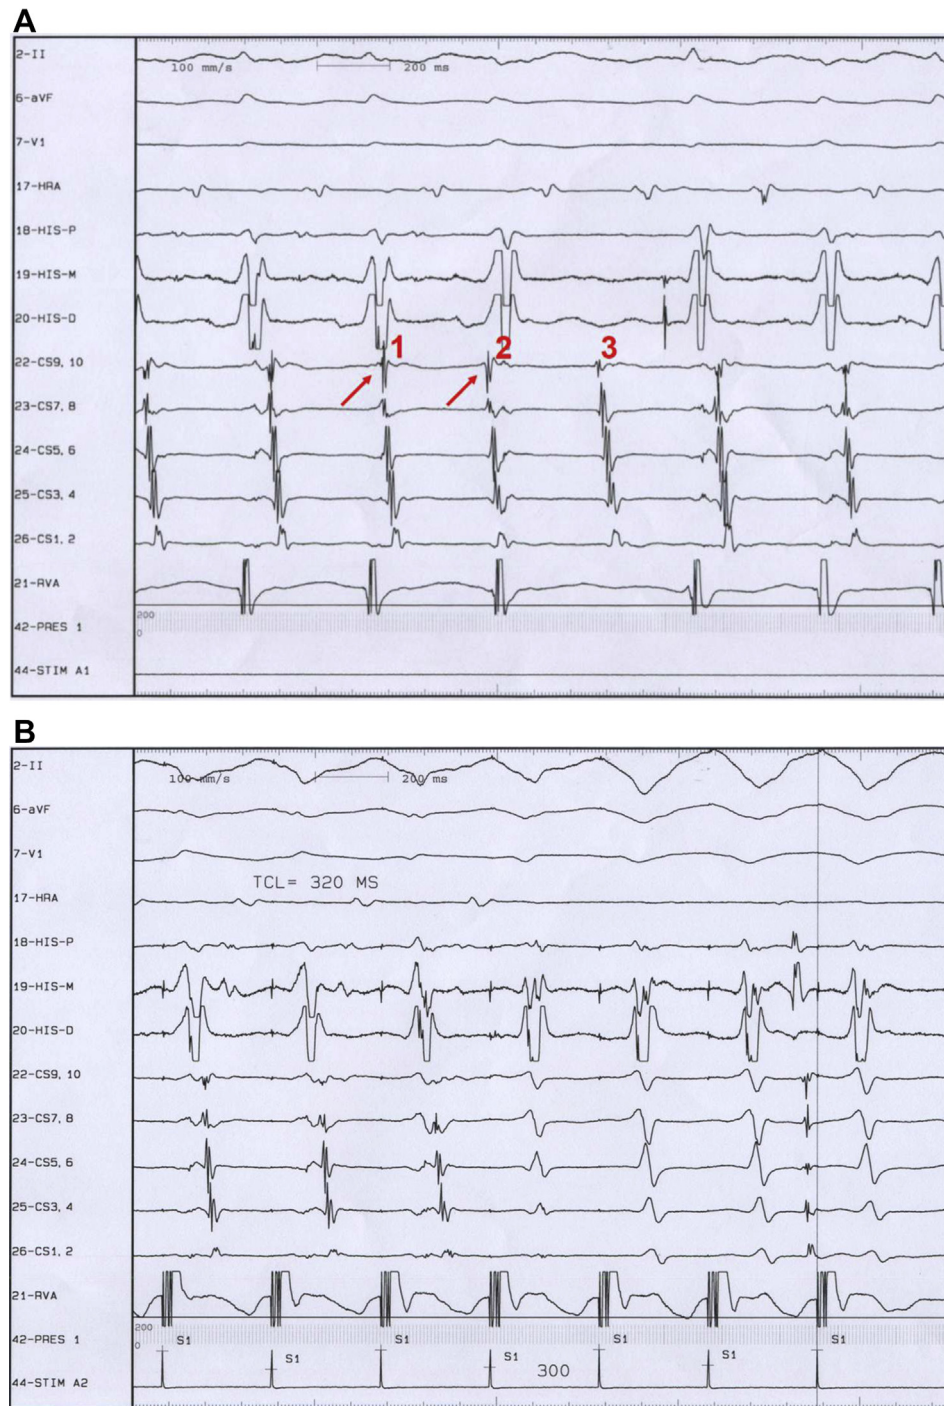 A
2-II
100 mm/s 200 ms
6-aVF
7-V1
17-HRA
18-HIS-P
19-HIS-M
20-HIS-D
1 2 3
22-CS9, 10
23-CS7, 8
24-CS5, 6
25-CS3, 4
26-CS1, 2
21-RVA
200
42-PRES 1
0
44-STIM A1
B
2-II
100 mm/s 200 ms
6-aVF
7-V1
TCL= 320 MS
17-HRA
18-HIS-P
19-HIS-M
20-HIS-D
22-CS9, 10
23-CS7, 8
24-CS5, 6
25-CS3, 4
26-CS1, 2
21-RVA
200
42-PRES 1
0
S1 S1 S1 S1 S1 S1 S1
300
44-STIM A2